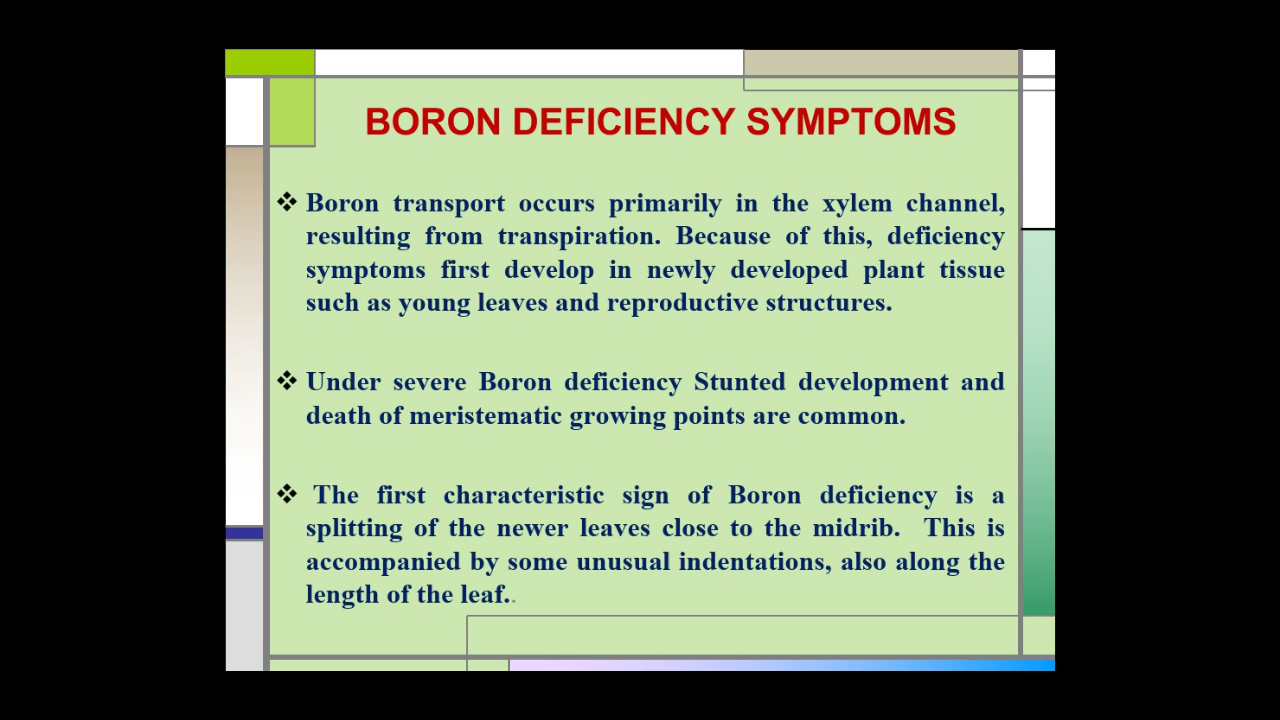 BORON DEFICIENCY SYMPTOMS
❖ Boron transport occurs primarily in the xylem channel,
resulting from transpiration. Because of this, deficiency
symptoms first develop in newly developed plant tissue
such as young leaves and reproductive structures.
❖ Under severe Boron deficiency Stunted development and
death of meristematic growing points are common.
❖ The first characteristic sign of Boron deficiency is a
splitting of the newer leaves close to the midrib. This is
accompanied by some unusual indentations, also along the
length of the leaf..